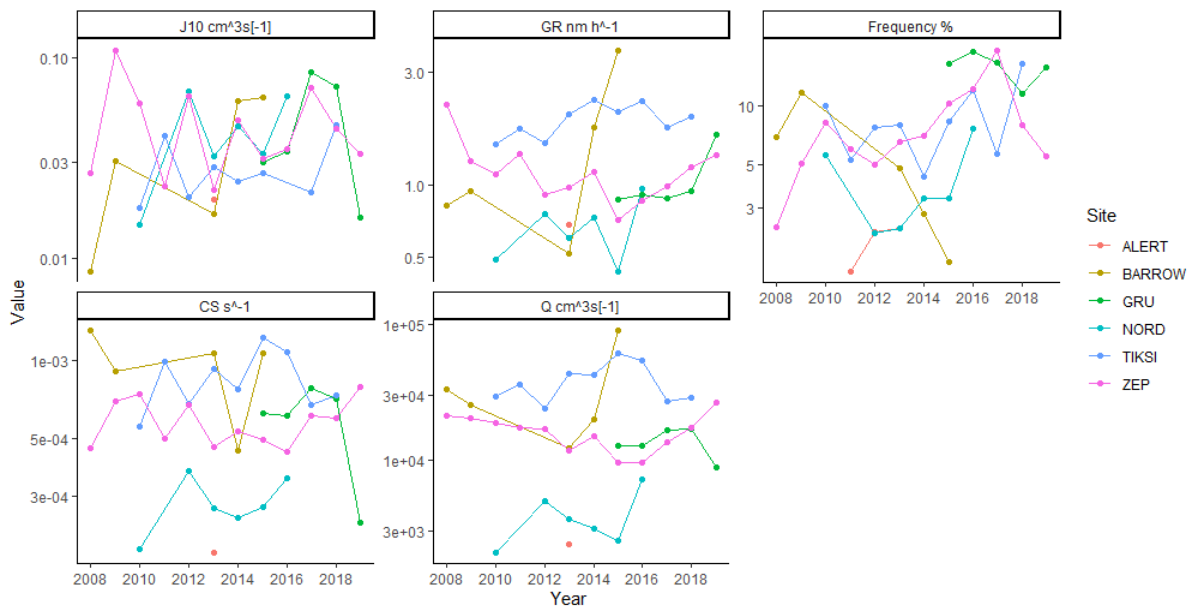 J10 cm^3s[-1]
GR nm h^-1
Frequency %
0.10
0.03
0.01
3.0
1.0
0.5
10
5
3
2008 2010 2012 2014 2016 2018
CS s^-1
Q cm^3s[-1]
1e-03
5e-04
3e-04
1e+05
3e+04
1e+04
3e+03
2008 2010 2012 2014 2016 2018
2008 2010 2012 2014 2016 2018
Value
Year
Site
ALERT
BARROW
GRU
NORD
TIKSI
ZEP